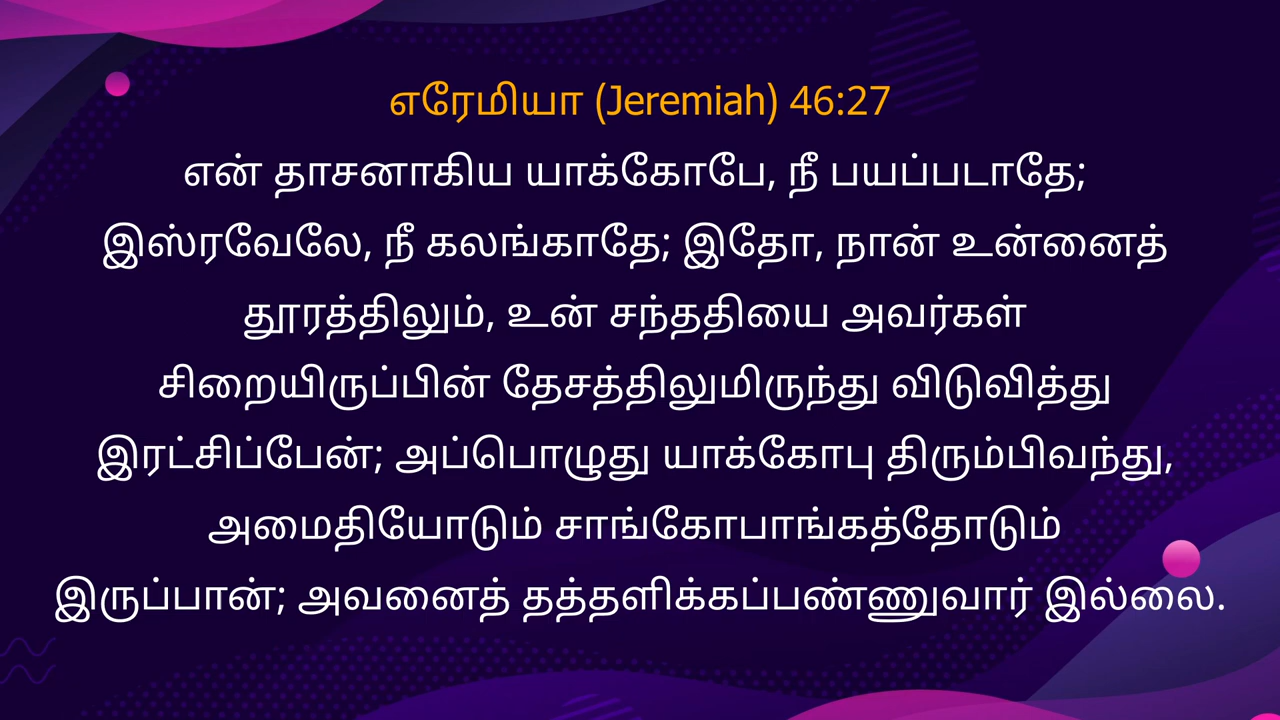 எரேமியா (Jeremiah) 46:27
என் தாசனாகிய யாக்கோபே, நீ பயப்படாதே;
இஸ்ரவேலே, நீ கலங்காதே; இதோ, நான் உன்னைத்
தூரத்திலும், உன் சந்ததியை அவர்கள்
சிறையிருப்பின் தேசத்திலுமிருந்து விடுவித்து
இரட்சிப்பேன்; அப்பொழுது யாக்கோபு திரும்பிவந்து,
அமைதியோடும் சாங்கோபாங்கத்தோடும்
இருப்பான்; அவனைத் தத்தளிக்கப்பண்ணுவார் இல்லை.